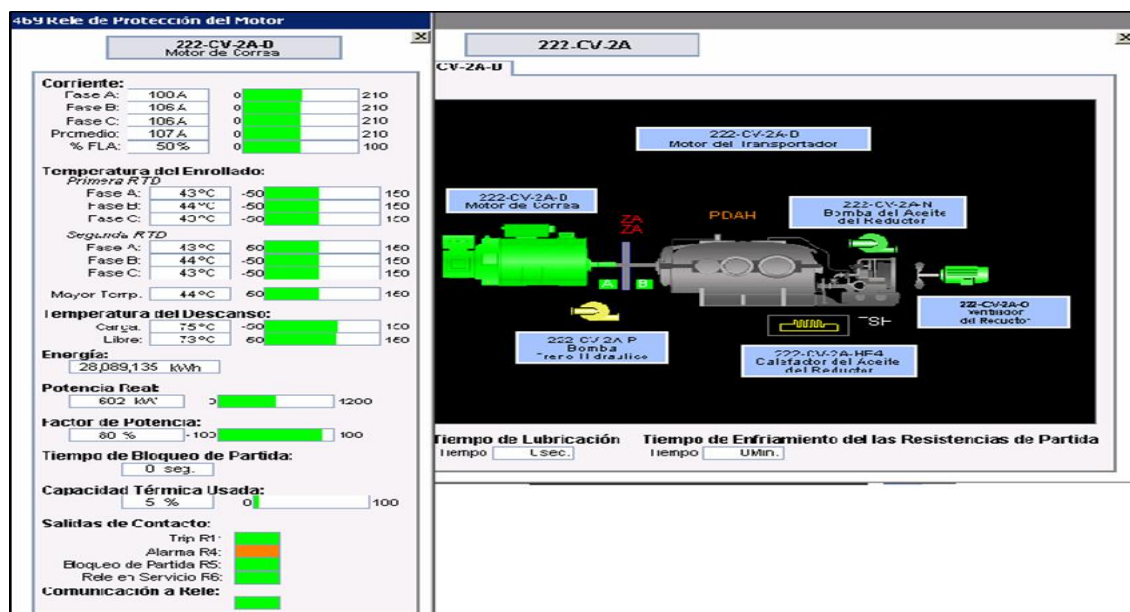 469 Rele de Protección del Motor
222-CV-2A-D
Motor de Correa
Corriente:
Fase A: 100 A 0 210
Fase B: 106 A 0 210
Fase C: 106 A 0 210
Promedio: 107 A 0 210
% FLA: 50 % 0 100
Temperatura del Enrollado:
Primera RTD
Fase A: 43°C -50 150
Fase B: 44°C 50 150
Fase C: 43°C -50 150
Segunda RTD
Fase A: 43°C 50 150
Fase B: 44°C 50 150
Fase C: 43°C 50 150
Mayor Temp. 44°C 50 150
Temperatura del Descanso:
Carga: 75°C -50 150
Libre: 73°C 50 150
Energía:
28,089,135 kWh
Potencia Real:
602 kW 0 1200
Factor de Potencia:
80 % -100 100
Tiempo de Bloqueo de Partida:
0 seg.
Capacidad Térmica Usada:
5 % 0 100
Salidas de Contacto:
Trip R1:
Alarma R4:
Bloqueo de Partida R5:
Rele en Servicio R6:
Comunicación a Rele:
222-CV-2A
CV-2A-D
222-CV-2A-D
Motor del Transportador
222-CV-2A-D
Motor de Correa
ZA
ZA
PDAH
222-CV-2A-N
Bomba del Aceite
del Reductor
A B
222-CV-2A-P
Bomba
Freno Hidraulico
TSH
222-CV-2A-O
Ventilador
del Reductor
Calefactor del Aceite
del Reductor
Tiempo de Lubricación
Tiempo
Tiempo de Enfriamiento del las Resistencias de Partida
Tiempo 0Min.